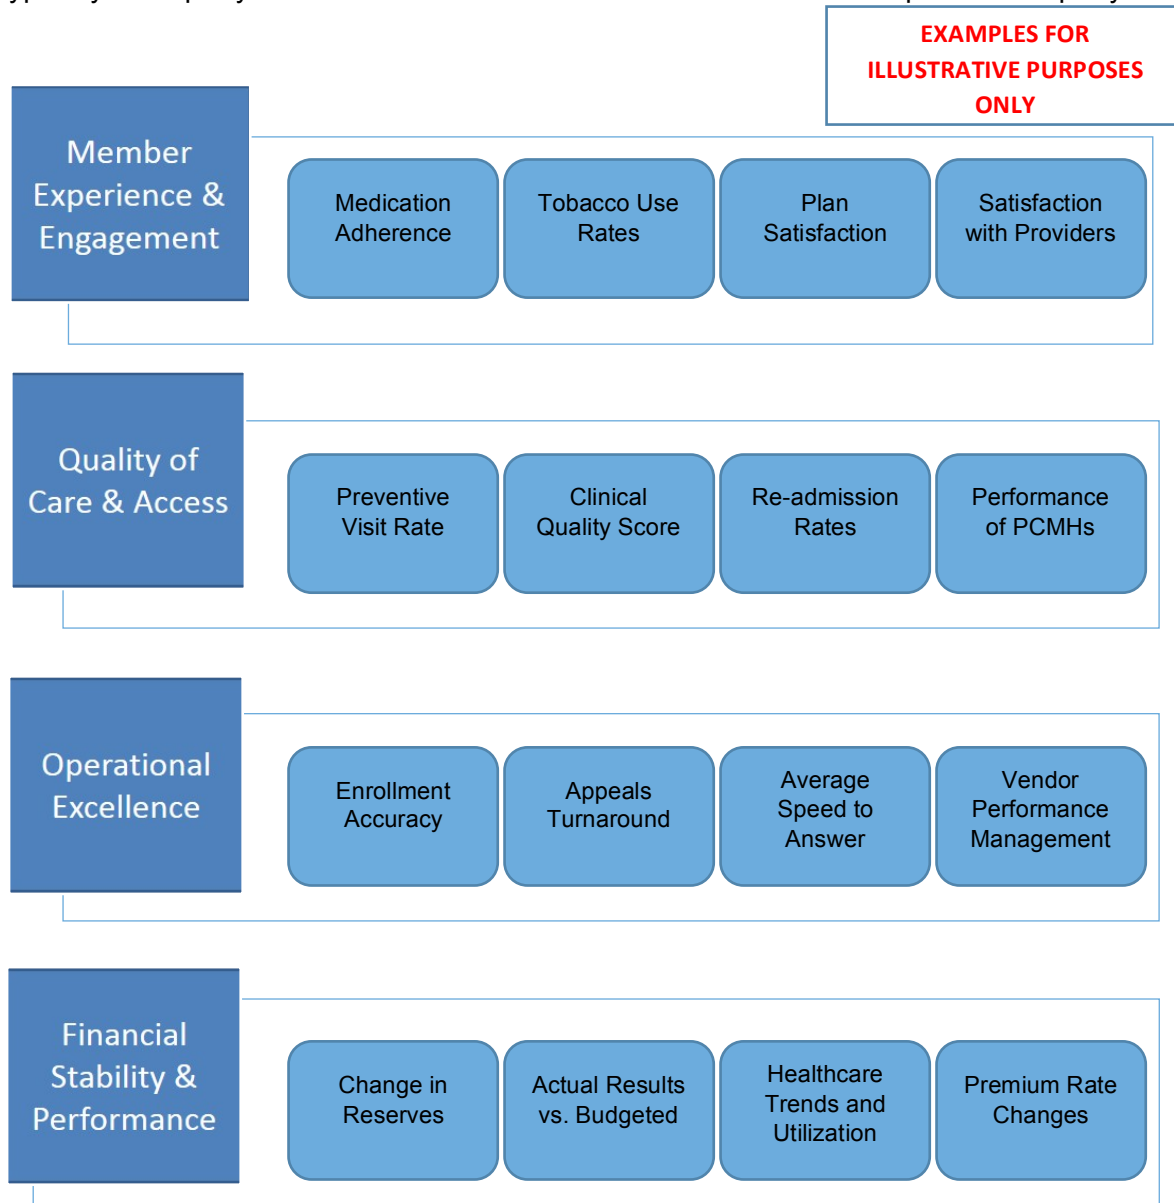 EXAMPLES FOR
ILLUSTRATIVE PURPOSES
ONLY
Member
Experience &
Engagement
Medication
Adherence
Tobacco Use
Rates
Plan
Satisfaction
Satisfaction
with Providers
Quality of
Care & Access
Preventive
Visit Rate
Clinical
Quality Score
Re-admission
Rates
Performance
of PCMHs
Operational
Excellence
Enrollment
Accuracy
Appeals
Turnaround
Average
Speed to
Answer
Vendor
Performance
Management
Financial
Stability &
Performance
Change in
Reserves
Actual Results
vs. Budgeted
Healthcare
Trends and
Utilization
Premium Rate
Changes